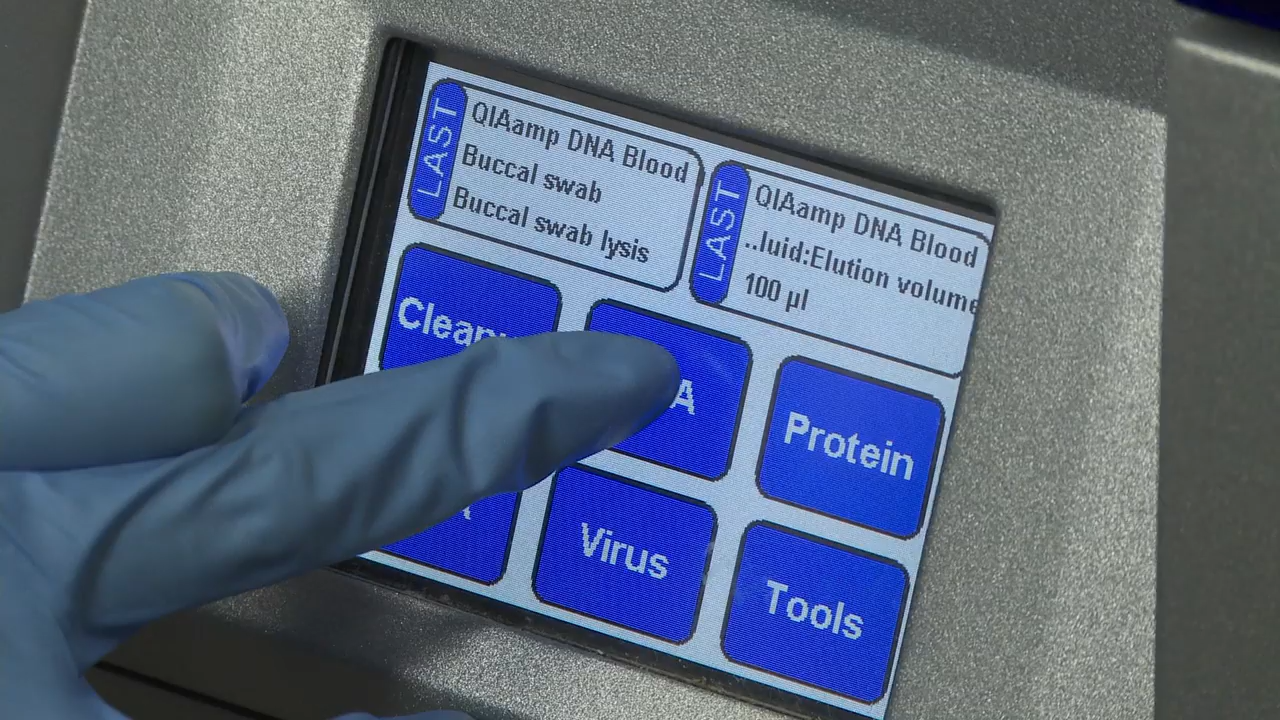 LAST
QIAamp DNA Blood
Buccal swab
Buccal swab lysis
LAST
QIAamp DNA Blood
..luid:Elution volume
100 µl
Protein
Virus
Tools